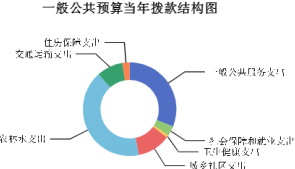 一般公共预算当年拨款结构图
住房保障支出
交通运输支出
一般公共服务支出
农林水支出
社会保障和就业支出
卫生健康支出
城乡社区支出